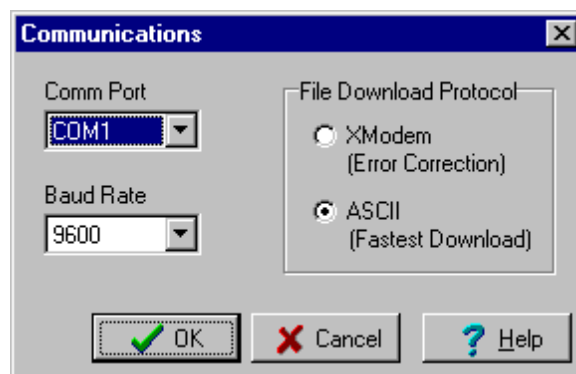 Communications
Comm Port
COM1
Baud Rate
9600
File Download Protocol
XModem
(Error Correction)
ASCII
(Fastest Download)
OK
Cancel
Help